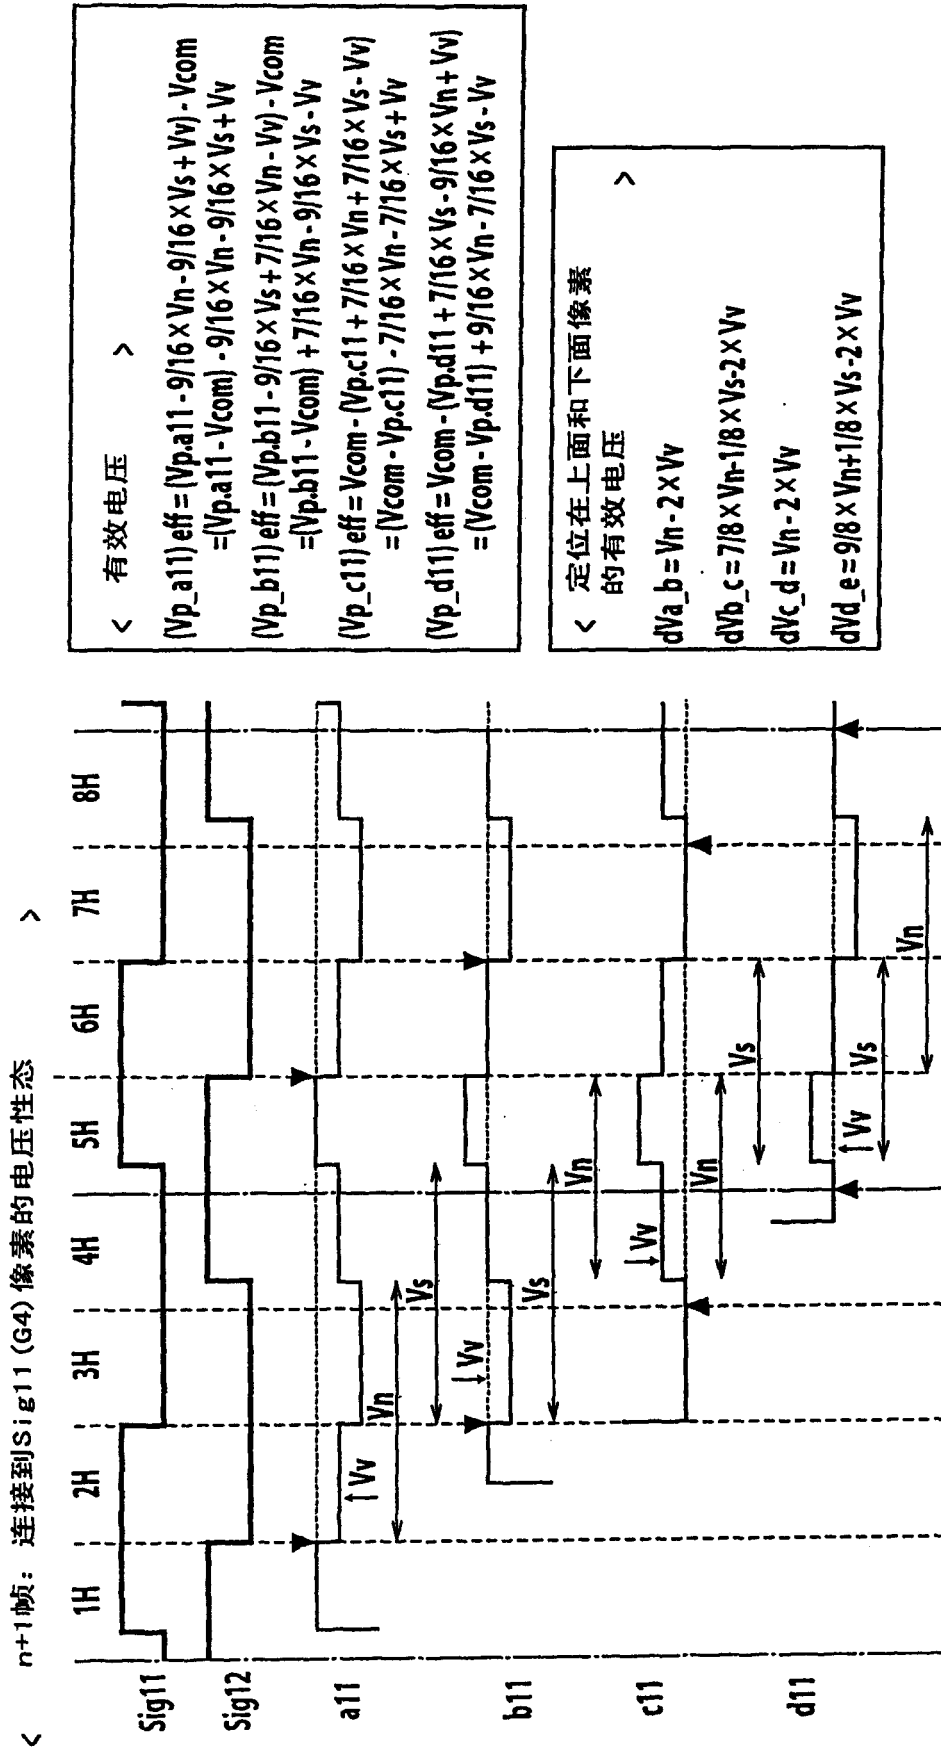 < n+1帧: 连接到Sig11(G4)像素的电压性态 >
1H 2H 3H 4H 5H 6H 7H 8H
Sig11
Sig12
a11
Vv
Vn
Vs
b11
Vv
Vs
Vn
c11
Vv
Vn
Vs
d11
Vv
Vs
Vn
< 有效电压 >
(Vp_a11)eff=(Vp.a11-9/16×Vn-9/16×Vs+Vv)-Vcom
=(Vp.a11-Vcom)-9/16×Vn-9/16×Vs+Vv
(Vp_b11)eff=(Vp.b11-9/16×Vs+7/16×Vn-Vv)-Vcom
=(Vp.b11-Vcom)+7/16×Vn-9/16×Vs-Vv
(Vp_c11)eff=Vcom-(Vp.c11+7/16×Vn+7/16×Vs-Vv)
=(Vcom-Vp.c11)-7/16×Vn-7/16×Vs+Vv
(Vp_d11)eff=Vcom-(Vp.d11+7/16×Vs-9/16×Vn+Vv)
=(Vcom-Vp.d11)+9/16×Vn-7/16×Vs-Vv
< 定位在上面和下面像素
的有效电压 >
dVa_b=Vn-2×Vv
dVb_c=7/8×Vn-1/8×Vs-2×Vv
dVc_d=Vn-2×Vv
dVd_e=9/8×Vn+1/8×Vs-2×Vv